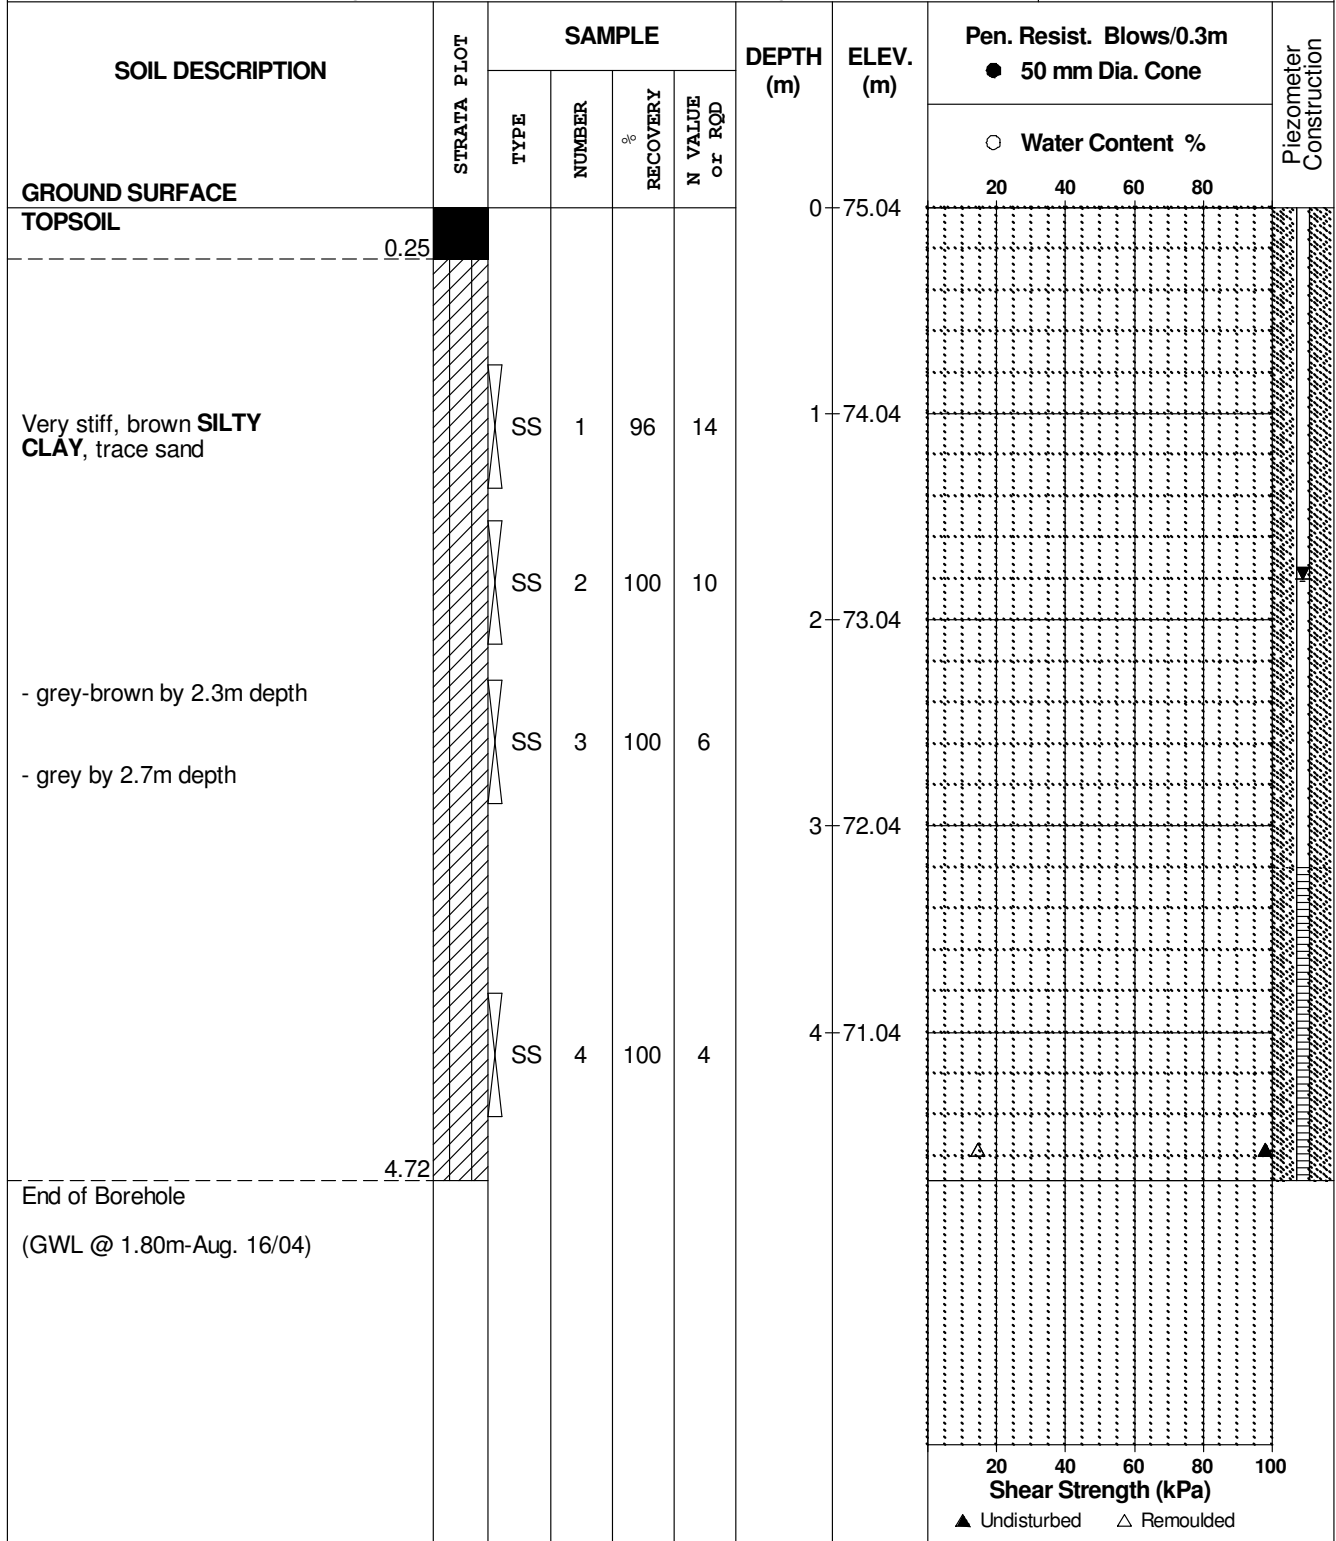 SOIL DESCRIPTION
STRATA PLOT
SAMPLE
TYPE
NUMBER
% RECOVERY
N VALUE or RQD
DEPTH (m)
ELEV. (m)
Pen. Resist. Blows/0.3m
● 50 mm Dia. Cone
○ Water Content %
20 40 60 80
Piezometer Construction
GROUND SURFACE
0 75.04
TOPSOIL
0.25
Very stiff, brown SILTY
CLAY, trace sand
SS 1 96 14
1 74.04
SS 2 100 10
2 73.04
- grey-brown by 2.3m depth
SS 3 100 6
- grey by 2.7m depth
3 72.04
4 71.04
SS 4 100 4
4.72
End of Borehole
(GWL @ 1.80m-Aug. 16/04)
20 40 60 80 100
Shear Strength (kPa)
▲ Undisturbed △ Remoulded